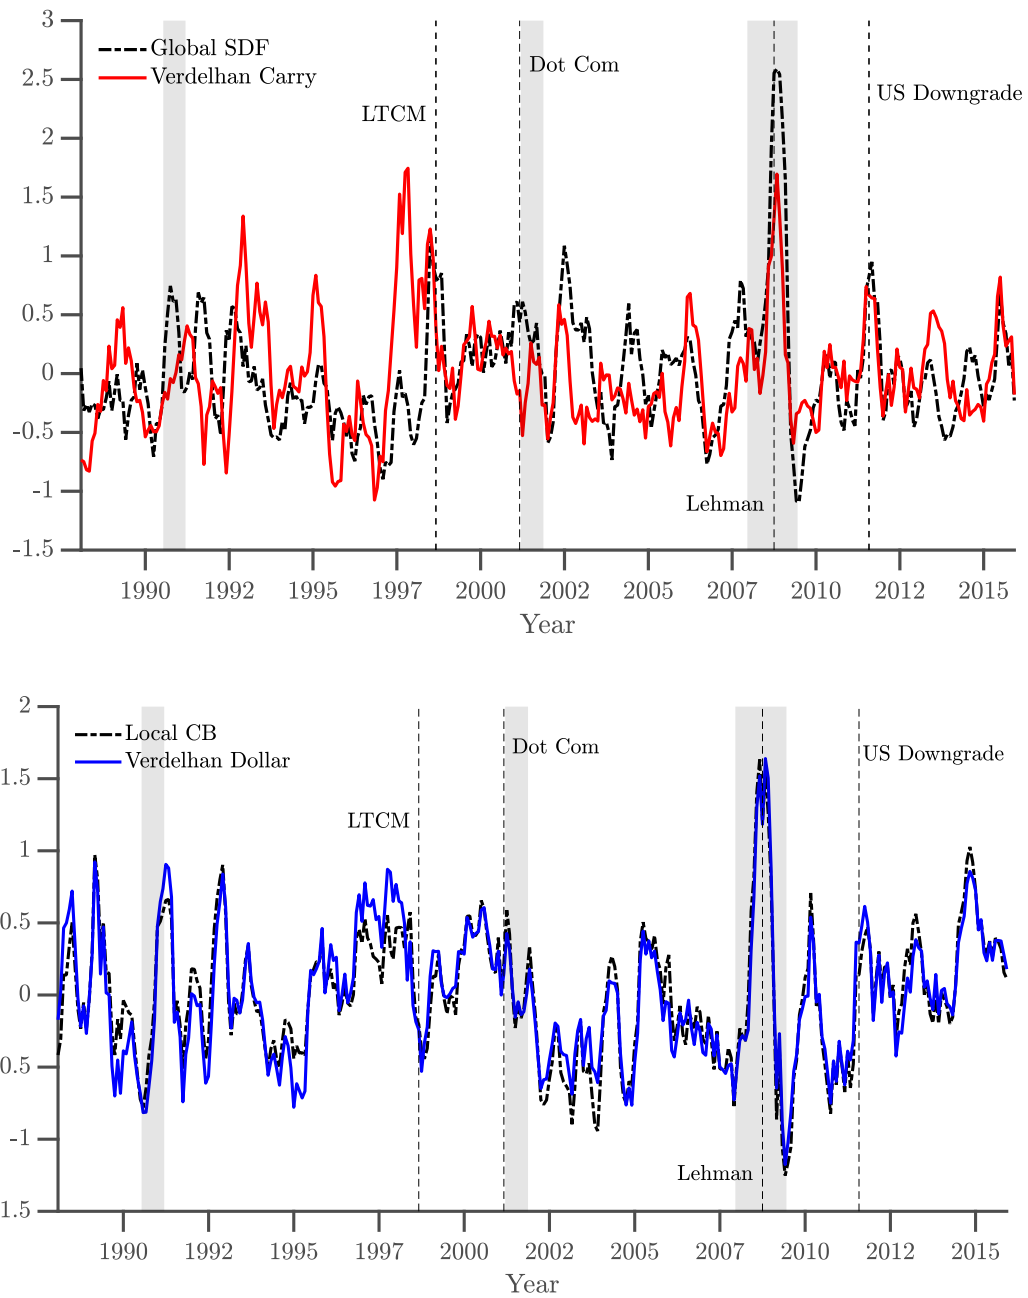 3
Global SDF
Verdelhan Carry
Dot Com
2.5
US Downgrade
LTCM
2
1.5
1
0.5
0
-0.5
-1
Lehman
-1.5
1990 1992 1995 1997 2000 2002 2005 2007 2010 2012 2015
Year
2
Local CB
Verdelhan Dollar
Dot Com
US Downgrade
1.5
LTCM
1
0.5
0
-0.5
-1
Lehman
1.5
1990 1992 1995 1997 2000 2002 2005 2007 2010 2012 2015
Year